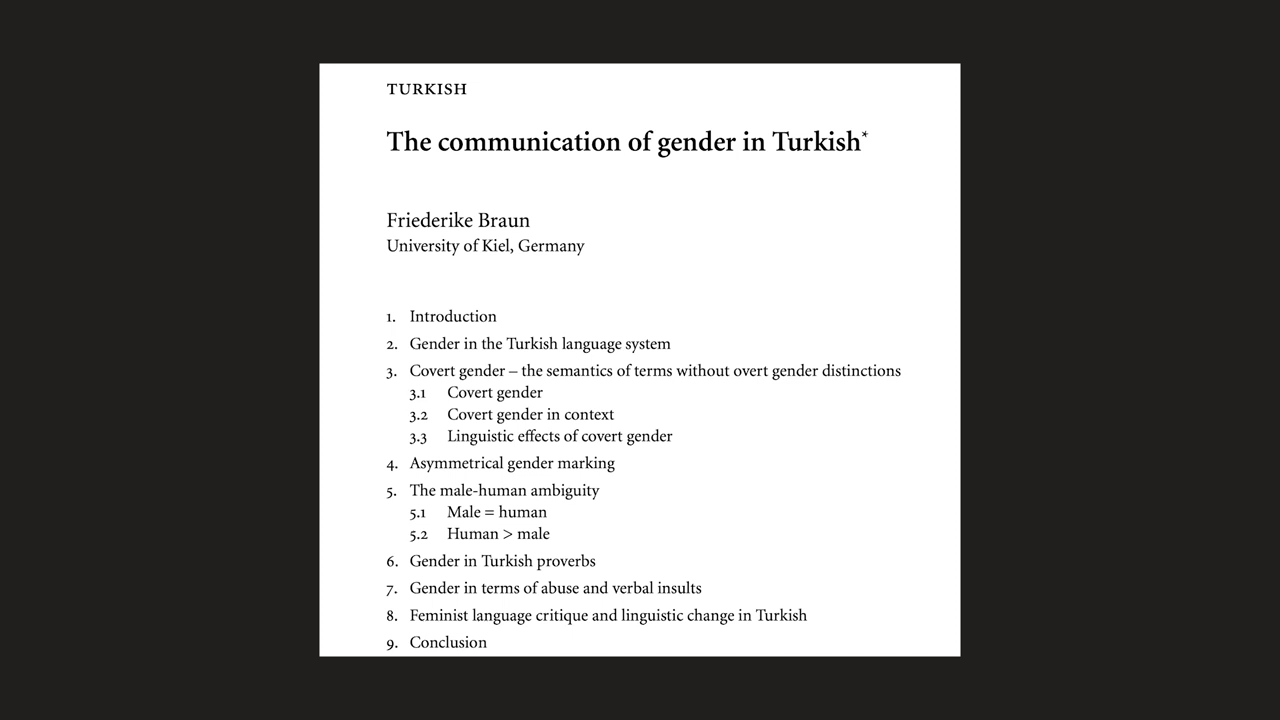 TURKISH
The communication of gender in Turkish*
Friederike Braun
University of Kiel, Germany
1. Introduction
2. Gender in the Turkish language system
3. Covert gender – the semantics of terms without overt gender distinctions
3.1 Covert gender
3.2 Covert gender in context
3.3 Linguistic effects of covert gender
4. Asymmetrical gender marking
5. The male-human ambiguity
5.1 Male = human
5.2 Human > male
6. Gender in Turkish proverbs
7. Gender in terms of abuse and verbal insults
8. Feminist language critique and linguistic change in Turkish
9. Conclusion